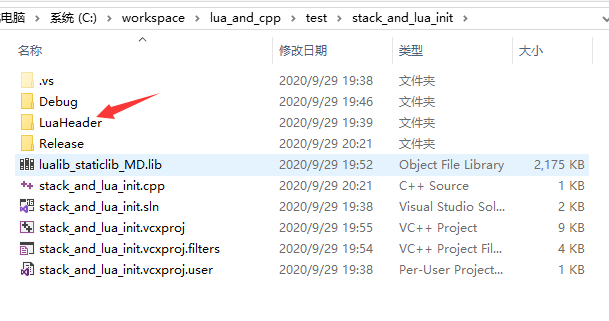 电脑 > 系统 (C:) > workspace > lua_and_cpp > test > stack_and_lua_init >
名称 修改日期 类型 大小
.vs 2020/9/29 19:38 文件夹
Debug 2020/9/29 19:46 文件夹
LuaHeader 2020/9/29 19:39 文件夹
Release 2020/9/29 20:21 文件夹
lualib_staticlib_MD.lib 2020/9/29 19:52 Object File Library 2,175 KB
stack_and_lua_init.cpp 2020/9/29 20:21 C++ Source 6 KB
stack_and_lua_init.sln 2020/9/29 19:38 Visual Studio Sol... 2 KB
stack_and_lua_init.vcxproj 2020/9/29 19:55 VC++ Project 9 KB
stack_and_lua_init.vcxproj.filters 2020/9/29 19:54 VC++ Project Fil... 4 KB
stack_and_lua_init.vcxproj.user 2020/9/29 19:38 Per-User Project... 1 KB